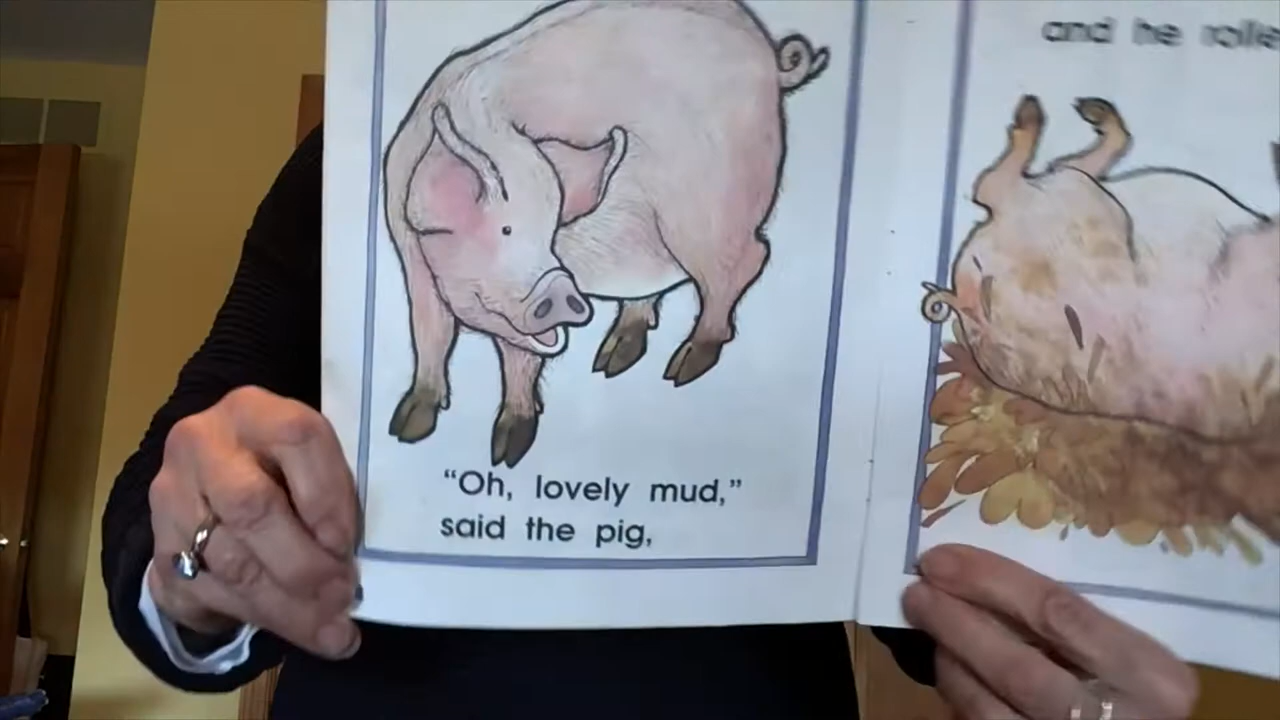 "Oh, lovely mud,"
said the pig,
and he